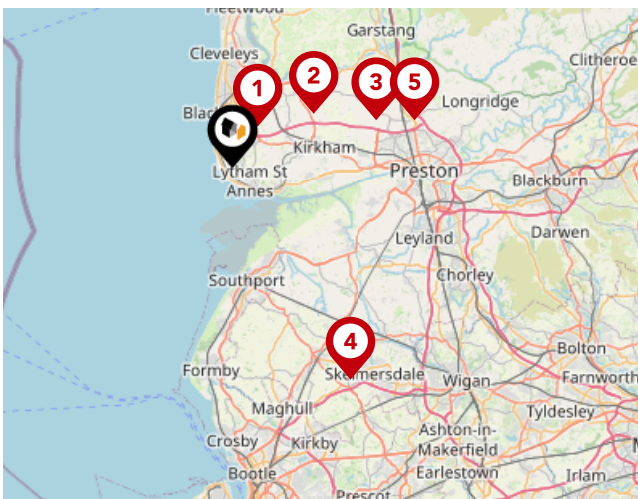 Fleetwood
Garstang
Cleveleys
Clitheroe
1
2
3
5
Longridge
Kirkham
Lytham St
Annes
Preston
Blackburn
Leyland
Darwen
Southport
Chorley
4
Bolton
Formby
Skelmersdale
Wigan
Farnworth
Maghull
Tyldesley
Crosby
Kirkby
Ashton-in-
Makerfield
Bootle
Earlestown
Irlam
Prescot